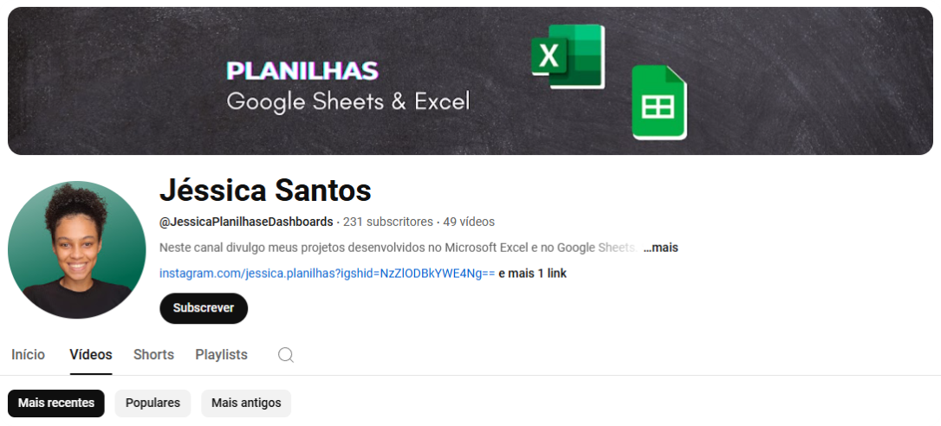 PLANILHAS
Google Sheets & Excel
X
Jéssica Santos
@JessicaPlanilhaseDashboards · 231 subscritores · 49 vídeos
Neste canal divulgo meus projetos desenvolvidos no Microsoft Excel e no Google Sheets. ...mais
instagram.com/jessica.planilhas?igshid=NzZlODBkYWE4Ng== e mais 1 link
Subscrever
Início Vídeos Shorts Playlists
Mais recentes Populares Mais antigos